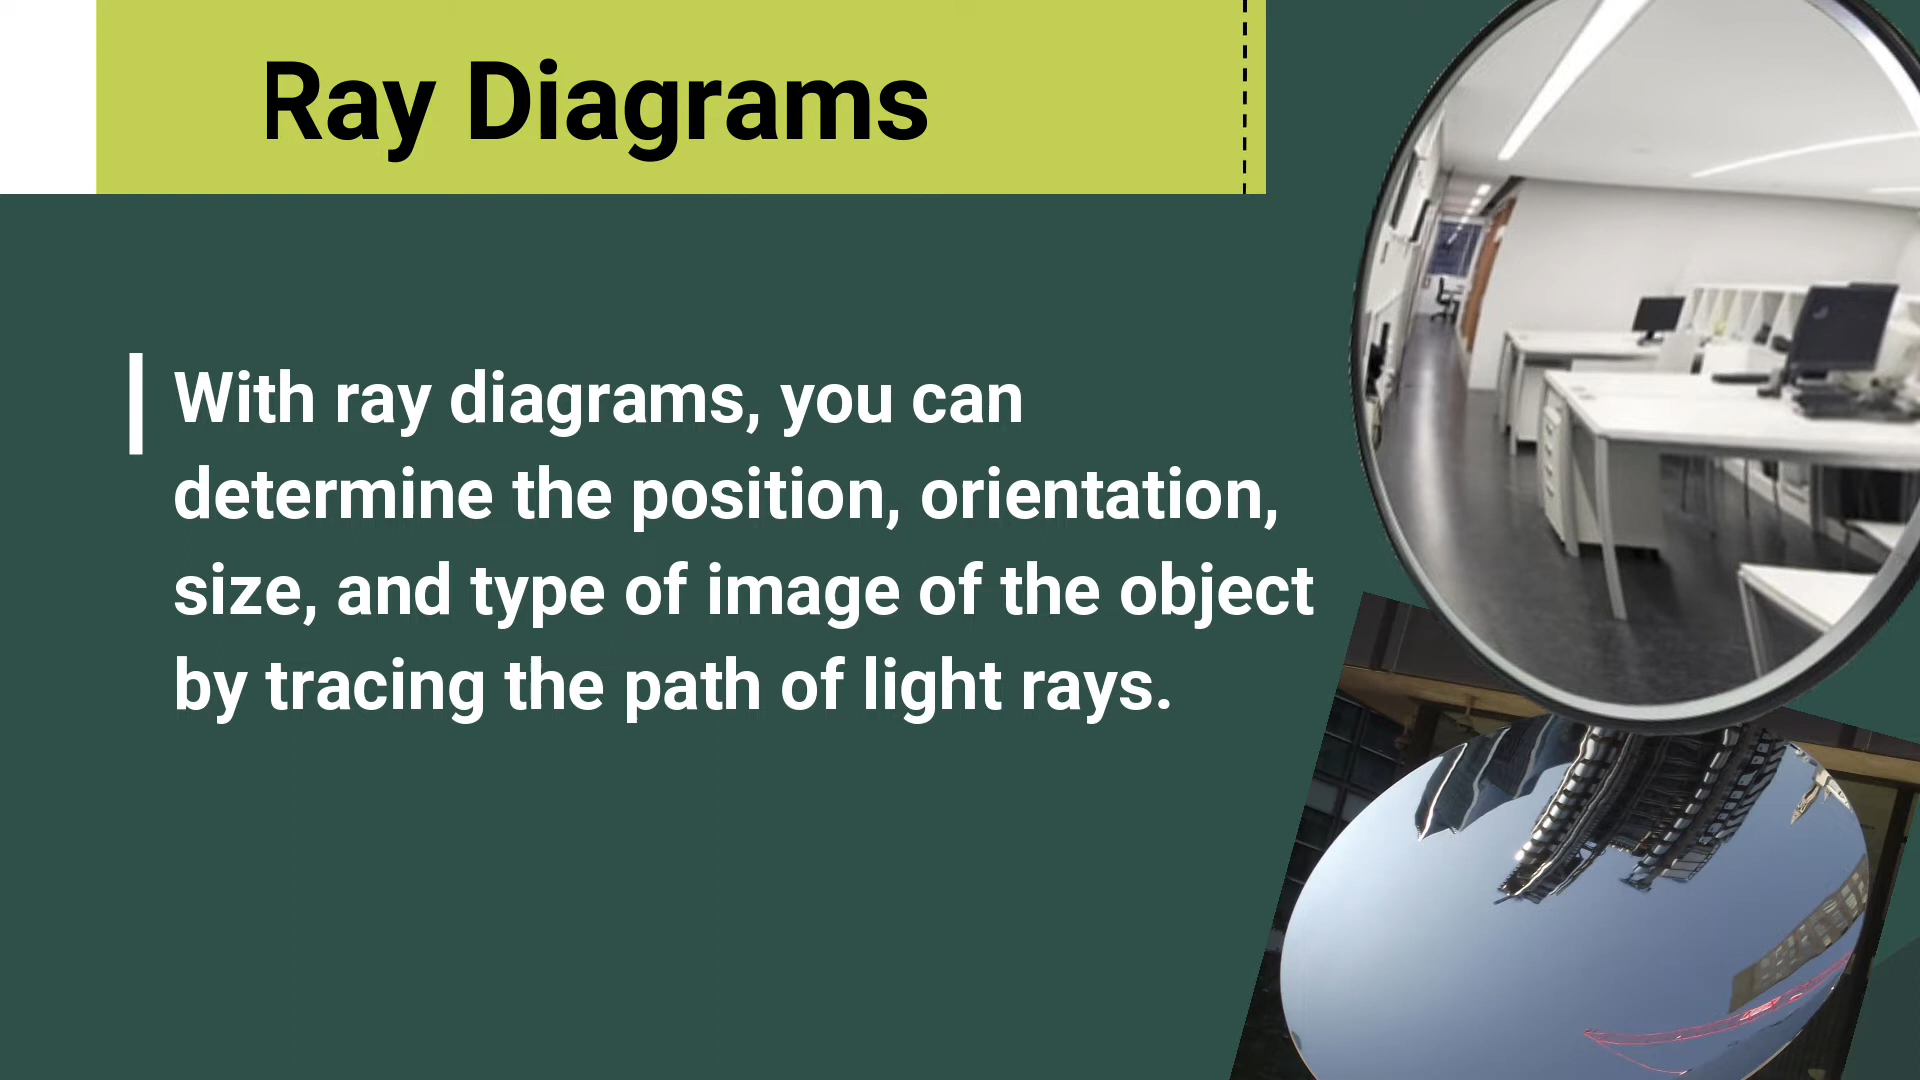 Ray Diagrams
With ray diagrams, you can
determine the position, orientation,
size, and type of image of the object
by tracing the path of light rays.